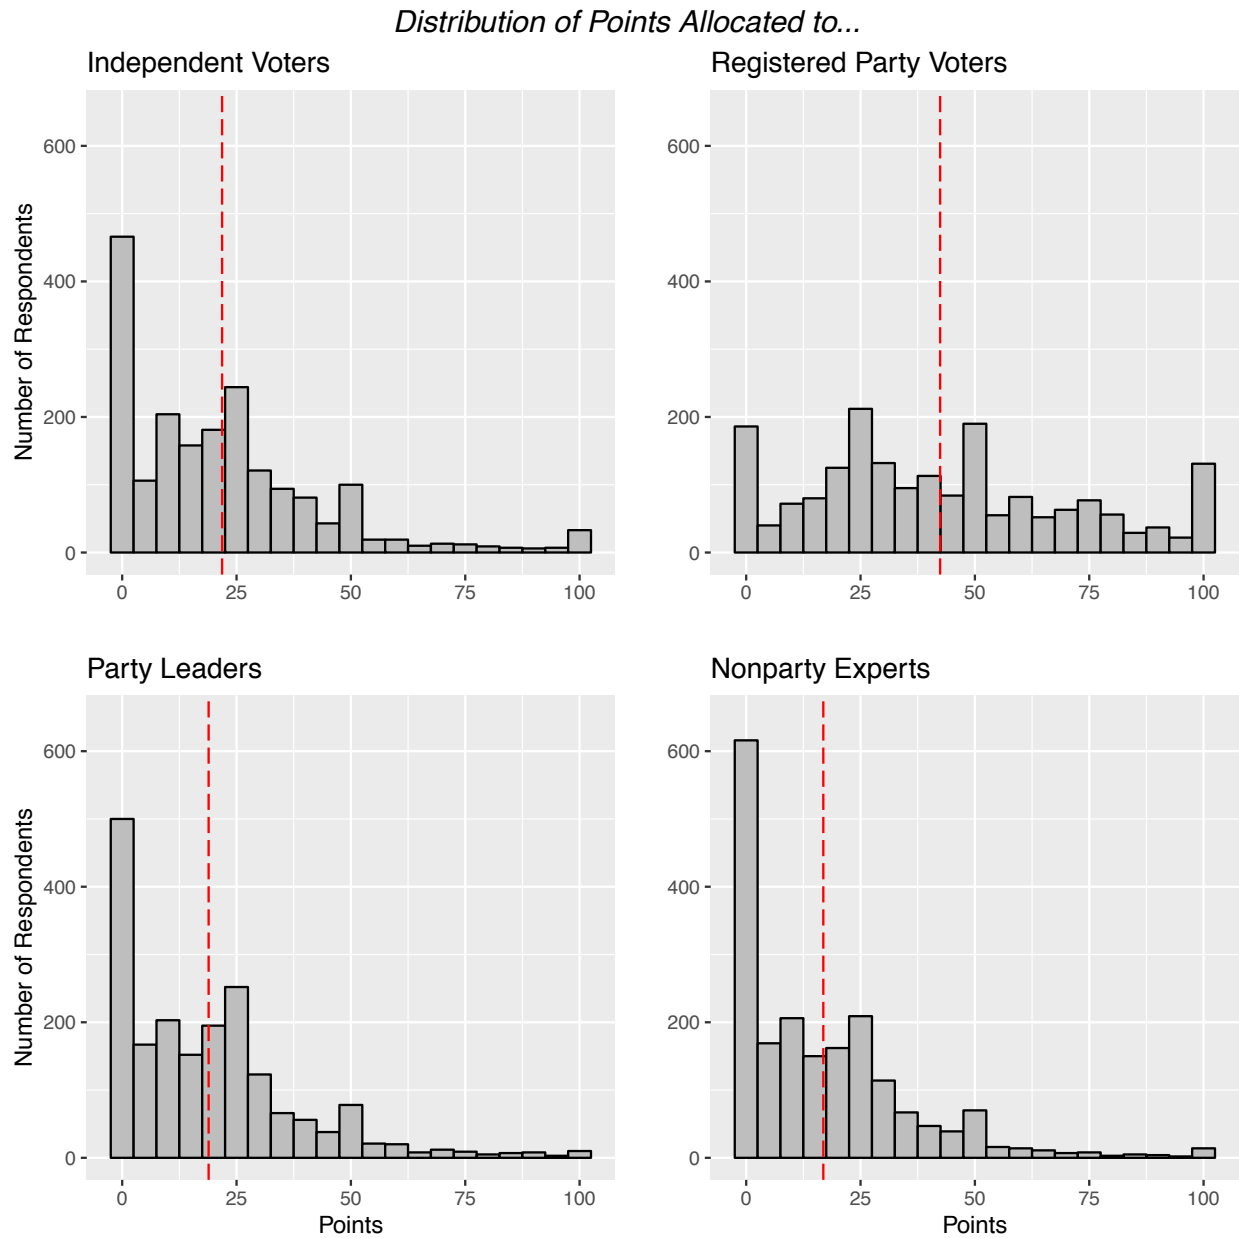 Distribution of Points Allocated to...
Independent Voters
Registered Party Voters
Number of Respondents
600
400
200
0
0 25 50 75 100
600
400
200
0
0 25 50 75 100
Party Leaders
Nonparty Experts
Number of Respondents
600
400
200
0
0 25 50 75 100
Points
600
400
200
0
0 25 50 75 100
Points